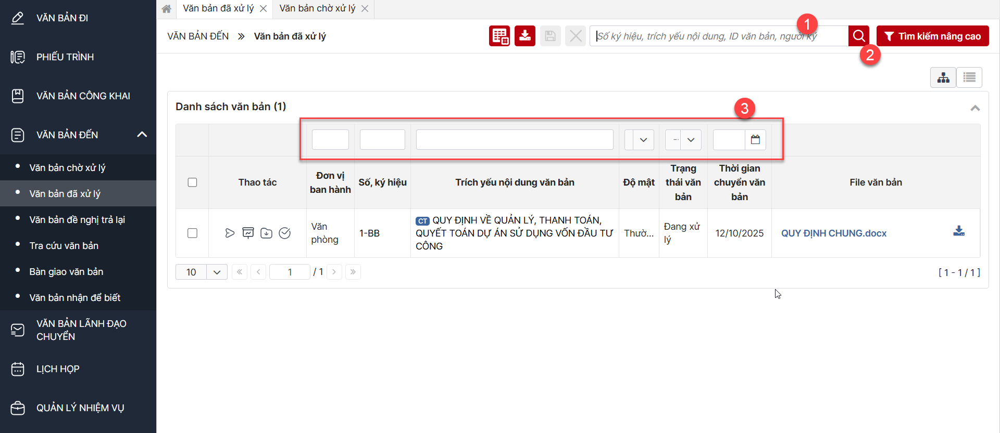 VĂN BẢN ĐI
PHIẾU TRÌNH
VĂN BẢN CÔNG KHAI
VĂN BẢN ĐẾN
Văn bản chờ xử lý
Văn bản đã xử lý
Văn bản đề nghị trả lại
Tra cứu văn bản
Bàn giao văn bản
Văn bản nhận để biết
VĂN BẢN LÃNH ĐẠO
CHUYỂN
LỊCH HỌP
QUẢN LÝ NHIỆM VỤ
Văn bản đã xử lý
Văn bản chờ xử lý
VĂN BẢN ĐẾN » Văn bản đã xử lý
Số ký hiệu, trích yếu nội dung, ID văn bản, người ký
1
2
Tìm kiếm nâng cao
Danh sách văn bản (1)
3
Thao tác
Đơn vị
ban hành
Số, ký hiệu
Trích yếu nội dung văn bản
Độ mật
Trạng
thái văn
bản
Thời gian
chuyển văn
bản
File văn bản
Văn
phòng
1-BB
CT QUY ĐỊNH VỀ QUẢN LÝ, THANH TOÁN,
QUYẾT TOÁN DỰ ÁN SỬ DỤNG VỐN ĐẦU TƯ
CÔNG
Thườ...
Đang xử
lý
12/10/2025
QUY ĐỊNH CHUNG.docx
10
« ‹ 1 / 1 › »
[ 1 - 1 / 1 ]